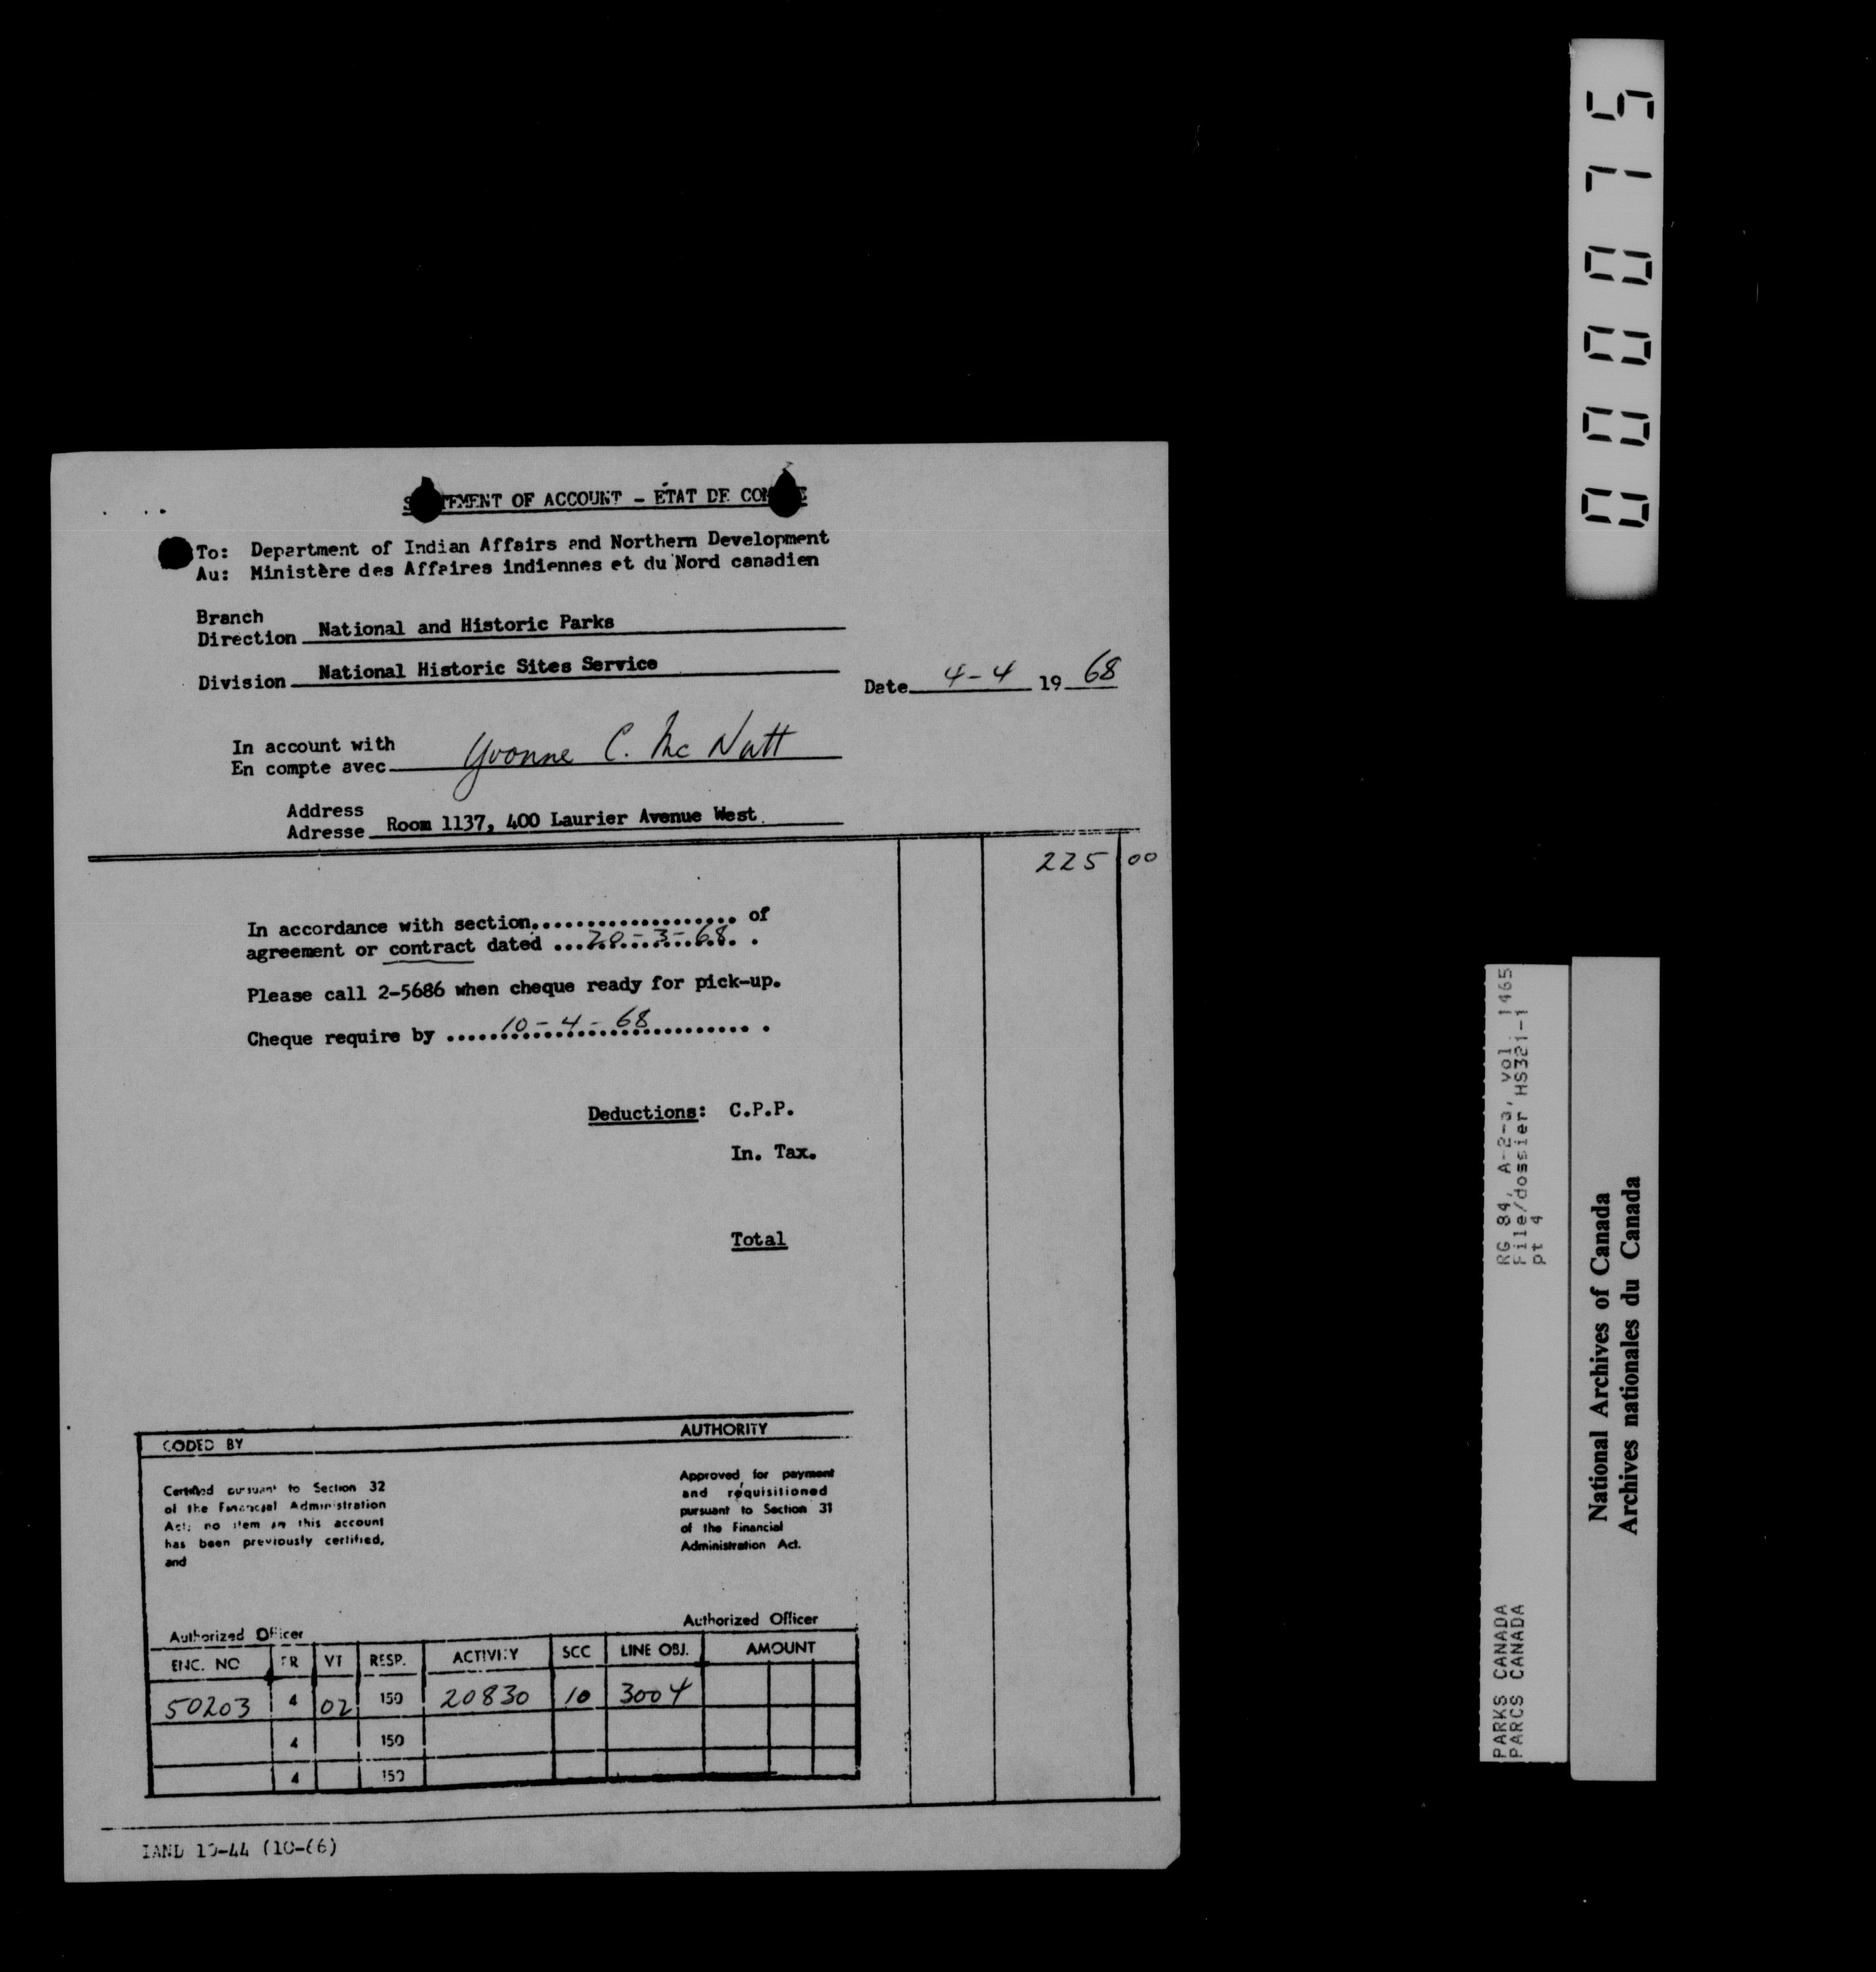 STATEMENT OF ACCOUNT - ÉTAT DE COMPTE
To: Department of Indian Affairs and Northern Development
Au: Ministère des Affaires indiennes et du Nord canadien
Branch
Direction National and Historic Parks
Division National Historic Sites Service
Date 4-4 19 68
In account with
En compte avec Yvonne C. McNutt
Address
Adresse Room 1137, 400 Laurier Avenue West
225 00
In accordance with section................... of
agreement or contract dated ...20-3-68... .
Please call 2-5686 when cheque ready for pick-up.
Cheque require by .....10-4-68......... .
Deductions: C.P.P.
In. Tax.
Total
CODED BY
AUTHORITY
Certified pursuant to Section 32
of the Financial Administration
Act; no item in this account
has been previously certified,
and
Approved for payment
and requisitioned
pursuant to Section 31
of the Financial
Administration Act.
Authorized Officer
Authorized Officer
ENC. NO TR VT RESP. ACTIVITY SCC LINE OBJ. AMOUNT
50203 4 02 150 20830 10 3004
4 150
4 150
IAND 10-44 (10-66)
000075
RG 84, A-2-a, vol. 1465
File/dossier HS321-1
pt 4
PARKS CANADA
PARCS CANADA
National Archives of Canada
Archives nationales du Canada